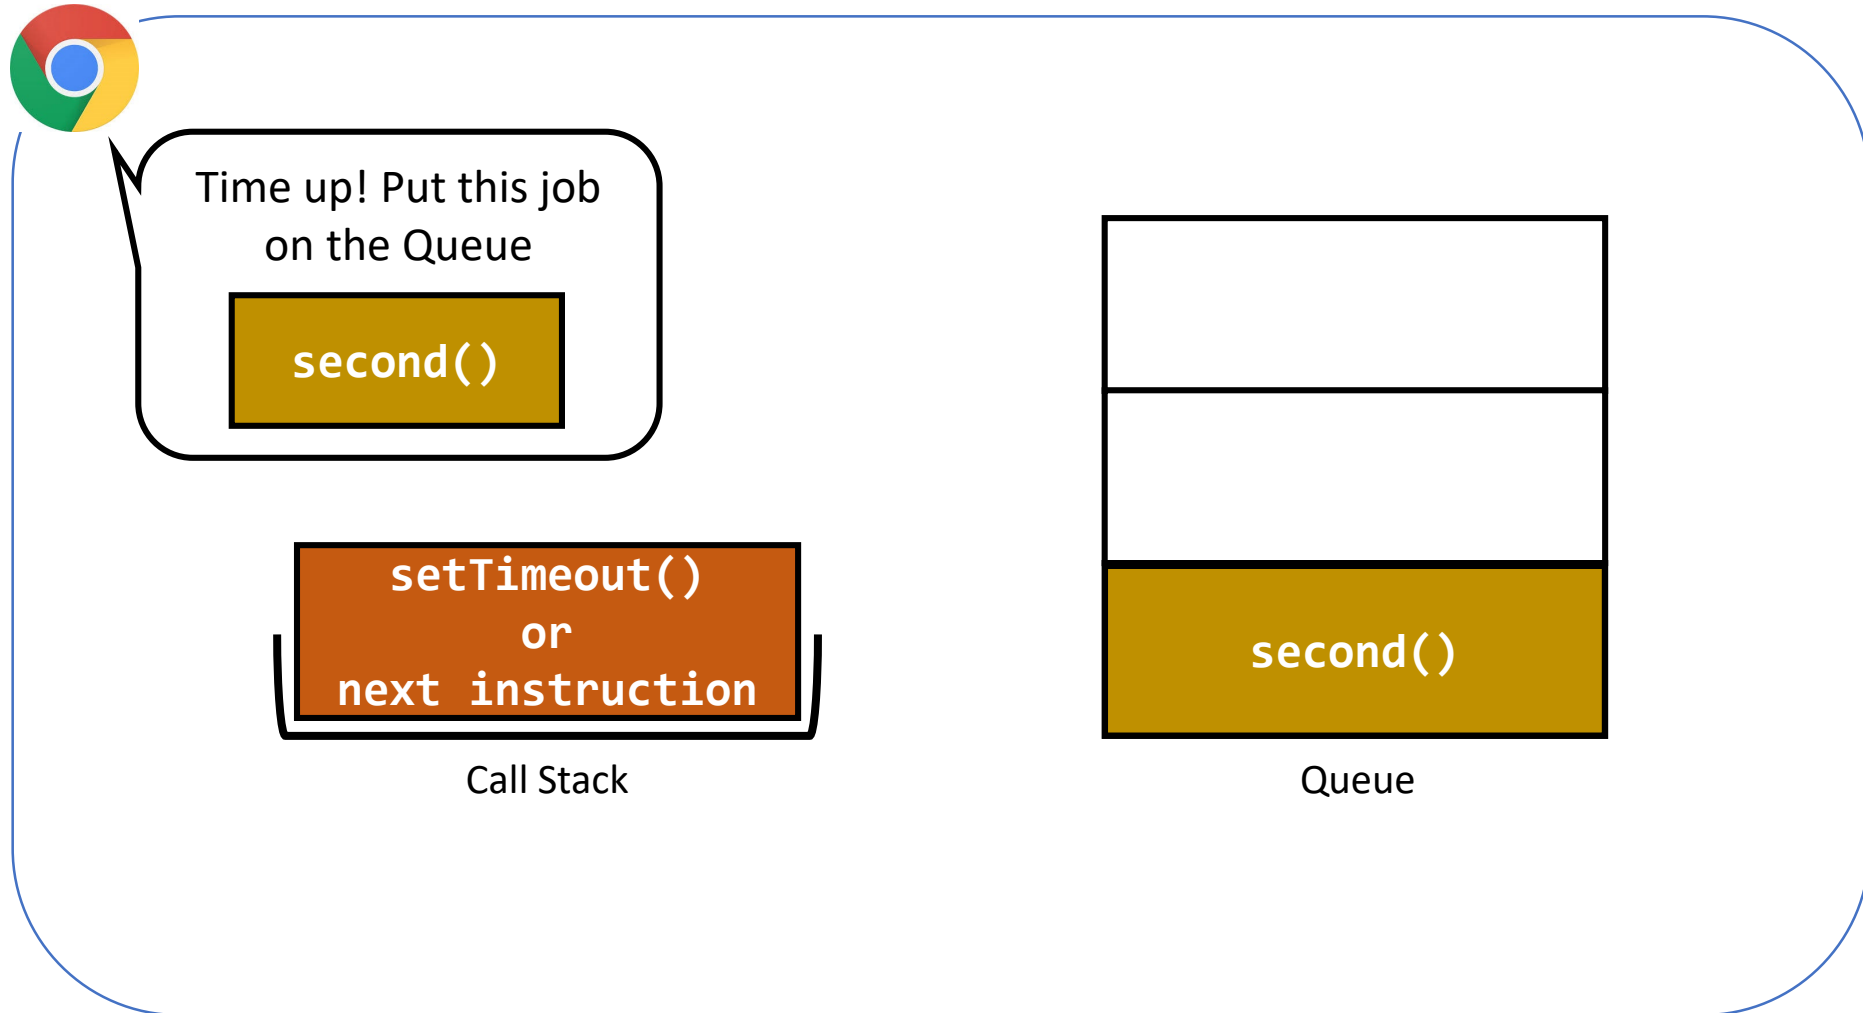 Time up! Put this job
on the Queue
second()
setTimeout()
or
next instruction
Call Stack
second()
Queue